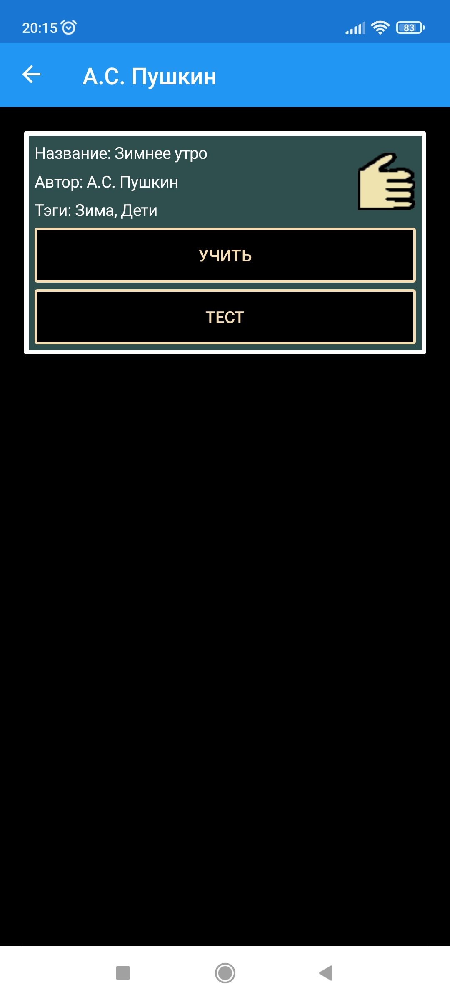 20:15
83
А.С. Пушкин
Название: Зимнее утро
Автор: А.С. Пушкин
Тэги: Зима, Дети
УЧИТЬ
ТЕСТ